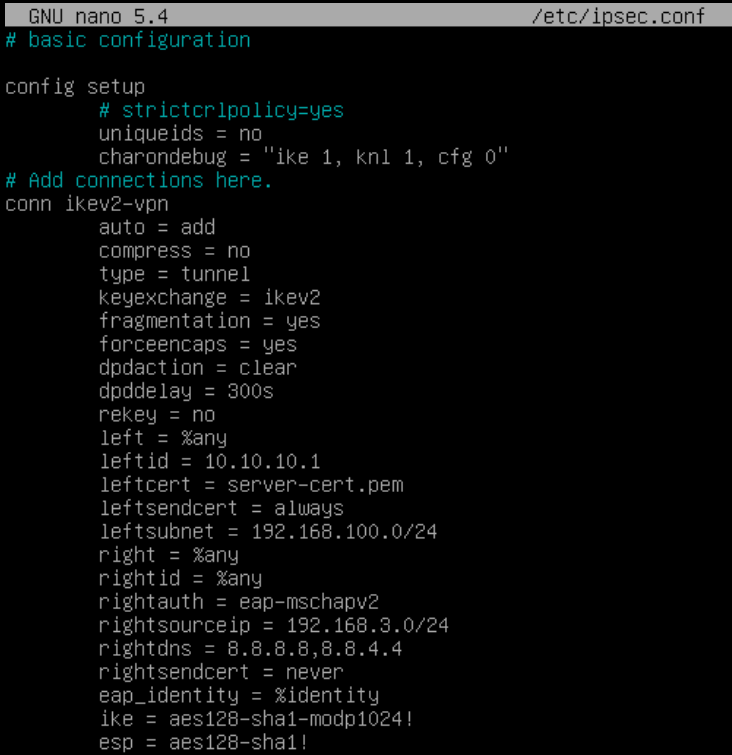 GNU nano 5.4 /etc/ipsec.conf
# basic configuration
config setup
# strictcrlpolicy=yes
uniqueids = no
charondebug = "ike 1, knl 1, cfg 0"
# Add connections here.
conn ikev2-vpn
auto = add
compress = no
type = tunnel
keyexchange = ikev2
fragmentation = yes
forceencaps = yes
dpdaction = clear
dpddelay = 300s
rekey = no
left = %any
leftid = 10.10.10.1
leftcert = server-cert.pem
leftsendcert = always
leftsubnet = 192.168.100.0/24
right = %any
rightid = %any
rightauth = eap-mschapv2
rightsourceip = 192.168.3.0/24
rightdns = 8.8.8.8,8.8.4.4
rightsendcert = never
eap_identity = %identity
ike = aes128-sha1-modp1024!
esp = aes128-sha1!